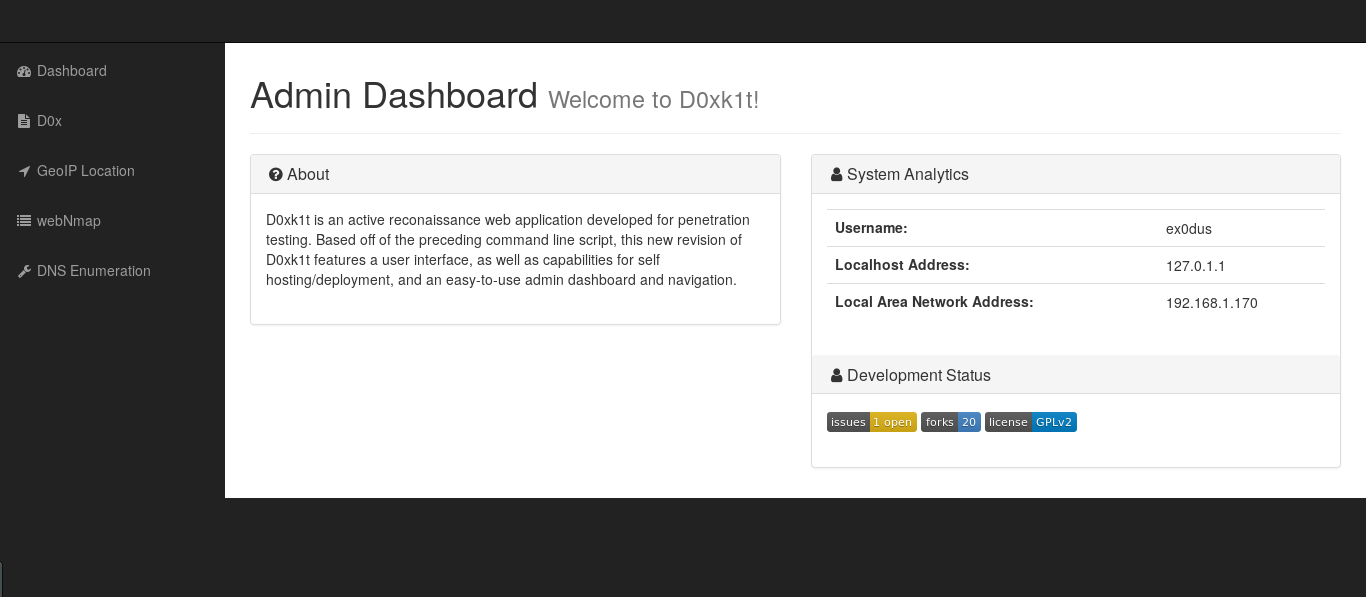 Dashboard
D0x
GeoIP Location
webNmap
DNS Enumeration
Admin Dashboard Welcome to D0xk1t!
About
D0xk1t is an active reconaissance web application developed for penetration
testing. Based off of the preceding command line script, this new revision of
D0xk1t features a user interface, as well as capabilities for self
hosting/deployment, and an easy-to-use admin dashboard and navigation.
System Analytics
Username: ex0dus
Localhost Address: 127.0.1.1
Local Area Network Address: 192.168.1.170
Development Status
issues 1 open forks 20 license GPLv2